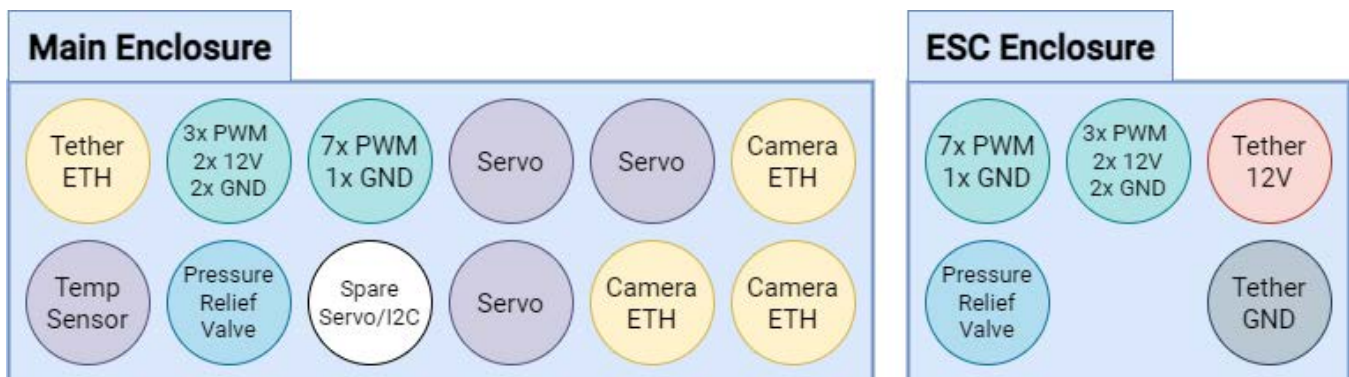 Main Enclosure
Tether
ETH
3x PWM
2x 12V
2x GND
7x PWM
1x GND
Servo
Servo
Camera
ETH
Temp
Sensor
Pressure
Relief
Valve
Spare
Servo/I2C
Servo
Camera
ETH
Camera
ETH
ESC Enclosure
7x PWM
1x GND
3x PWM
2x 12V
2x GND
Tether
12V
Pressure
Relief
Valve
Tether
GND